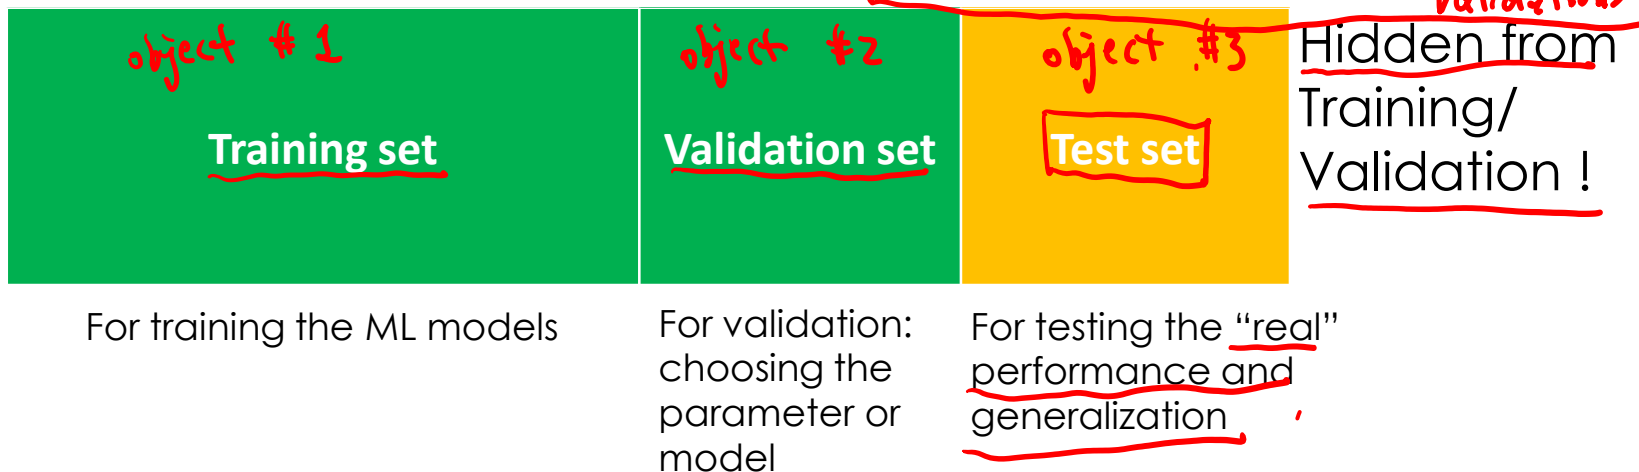 validations
object #1
object #2
object #3
Training set
Validation set
Test set
Hidden from
Training/
Validation !
For training the ML models
For validation:
choosing the
parameter or
model
For testing the “real”
performance and
generalization